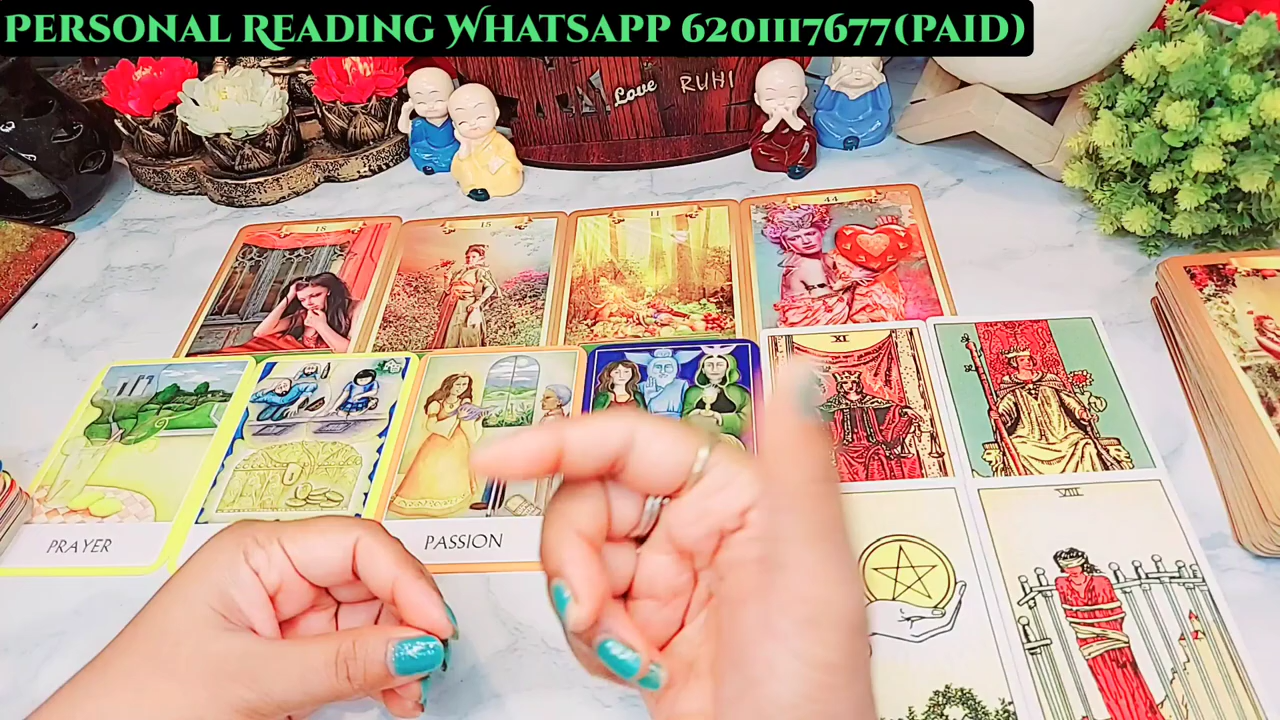 PERSONAL READING WHATSAPP 6201117677(PAID)
Love RUHI
18
15
11
44
XI
VIII
PRAYER
PASSION